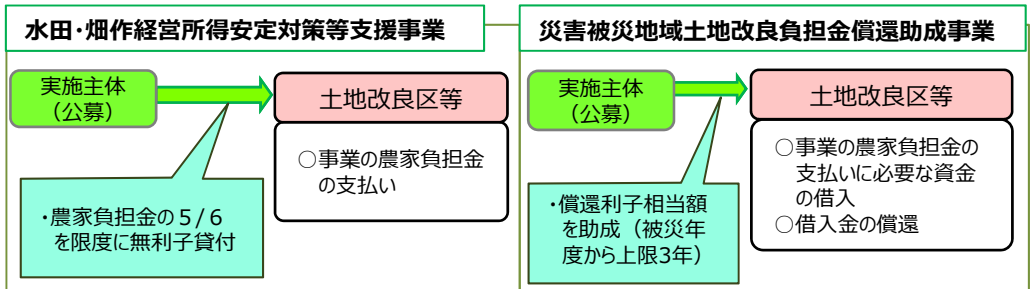 水田・畑作経営所得安定対策等支援事業
実施主体
（公募）
土地改良区等
○事業の農家負担金
の支払い
・農家負担金の５/６
を限度に無利子貸付
災害被災地域土地改良負担金償還助成事業
実施主体
（公募）
土地改良区等
○事業の農家負担金の
支払いに必要な資金
の借入
○借入金の償還
・償還利子相当額
を助成（被災年
度から上限3年）